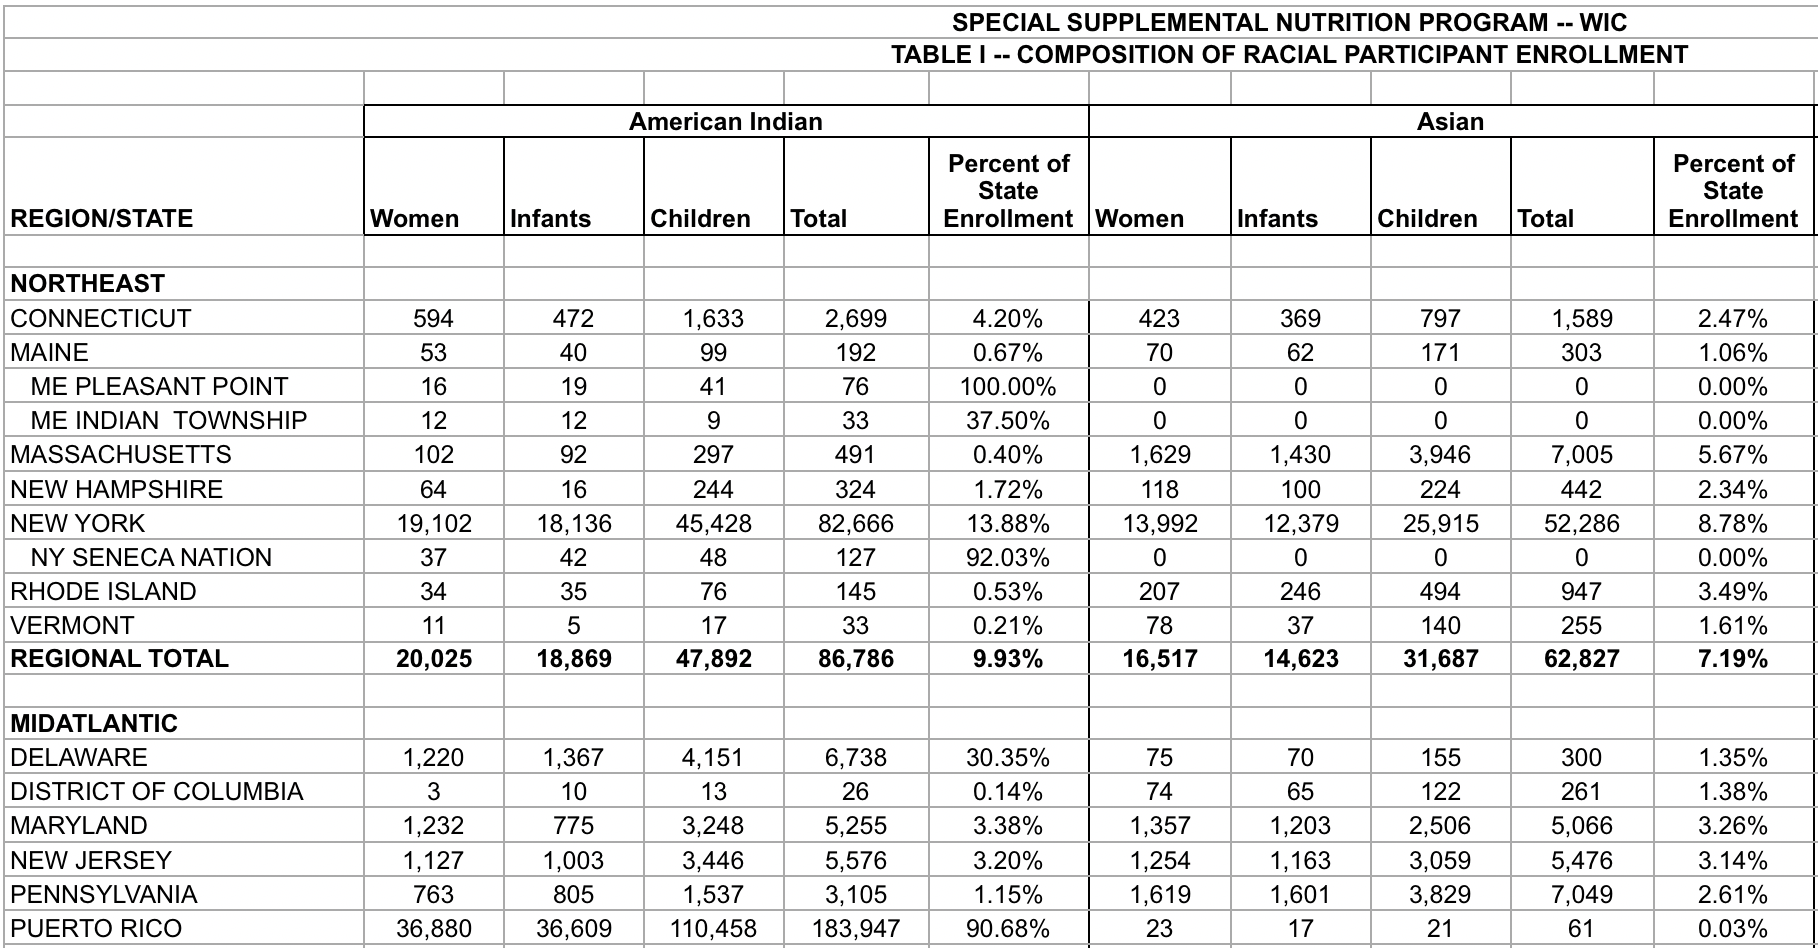 SPECIAL SUPPLEMENTAL NUTRITION PROGRAM -- WIC
TABLE I -- COMPOSITION OF RACIAL PARTICIPANT ENROLLMENT
American Indian Asian
REGION/STATE Women Infants Children Total Percent of State Enrollment Women Infants Children Total Percent of State Enrollment
NORTHEAST
CONNECTICUT 594 472 1,633 2,699 4.20% 423 369 797 1,589 2.47%
MAINE 53 40 99 192 0.67% 70 62 171 303 1.06%
ME PLEASANT POINT 16 19 41 76 100.00% 0 0 0 0 0.00%
ME INDIAN  TOWNSHIP 12 12 9 33 37.50% 0 0 0 0 0.00%
MASSACHUSETTS 102 92 297 491 0.40% 1,629 1,430 3,946 7,005 5.67%
NEW HAMPSHIRE 64 16 244 324 1.72% 118 100 224 442 2.34%
NEW YORK 19,102 18,136 45,428 82,666 13.88% 13,992 12,379 25,915 52,286 8.78%
NY SENECA NATION 37 42 48 127 92.03% 0 0 0 0 0.00%
RHODE ISLAND 34 35 76 145 0.53% 207 246 494 947 3.49%
VERMONT 11 5 17 33 0.21% 78 37 140 255 1.61%
REGIONAL TOTAL 20,025 18,869 47,892 86,786 9.93% 16,517 14,623 31,687 62,827 7.19%
MIDATLANTIC
DELAWARE 1,220 1,367 4,151 6,738 30.35% 75 70 155 300 1.35%
DISTRICT OF COLUMBIA 3 10 13 26 0.14% 74 65 122 261 1.38%
MARYLAND 1,232 775 3,248 5,255 3.38% 1,357 1,203 2,506 5,066 3.26%
NEW JERSEY 1,127 1,003 3,446 5,576 3.20% 1,254 1,163 3,059 5,476 3.14%
PENNSYLVANIA 763 805 1,537 3,105 1.15% 1,619 1,601 3,829 7,049 2.61%
PUERTO RICO 36,880 36,609 110,458 183,947 90.68% 23 17 21 61 0.03%